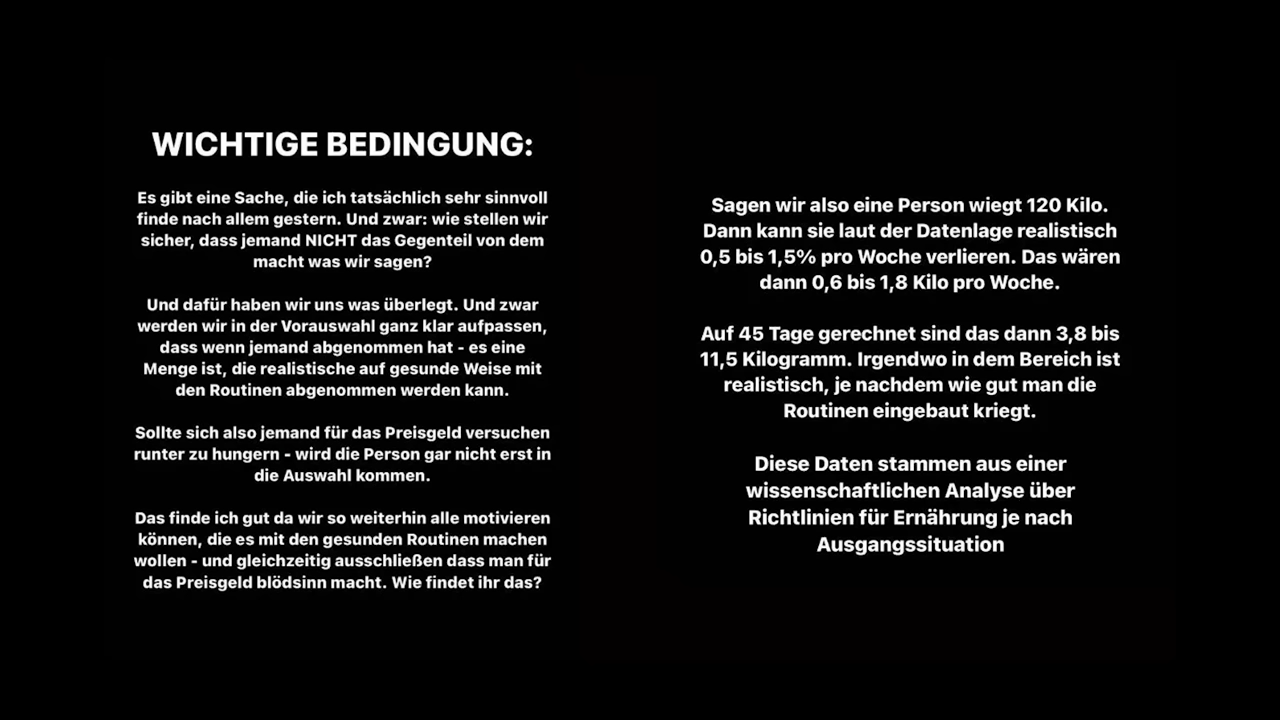 WICHTIGE BEDINGUNG:
Es gibt eine Sache, die ich tatsächlich sehr sinnvoll
finde nach allem gestern. Und zwar: wie stellen wir
sicher, dass jemand NICHT das Gegenteil von dem
macht was wir sagen?
Und dafür haben wir uns was überlegt. Und zwar
werden wir in der Vorauswahl ganz klar aufpassen,
dass wenn jemand abgenommen hat - es eine
Menge ist, die realistische auf gesunde Weise mit
den Routinen abgenommen werden kann.
Sollte sich also jemand für das Preisgeld versuchen
runter zu hungern - wird die Person gar nicht erst in
die Auswahl kommen.
Das finde ich gut da wir so weiterhin alle motivieren
können, die es mit den gesunden Routinen machen
wollen - und gleichzeitig ausschließen dass man für
das Preisgeld blödsinn macht. Wie findet ihr das?
Sagen wir also eine Person wiegt 120 Kilo.
Dann kann sie laut der Datenlage realistisch
0,5 bis 1,5% pro Woche verlieren. Das wären
dann 0,6 bis 1,8 Kilo pro Woche.
Auf 45 Tage gerechnet sind das dann 3,8 bis
11,5 Kilogramm. Irgendwo in dem Bereich ist
realistisch, je nachdem wie gut man die
Routinen eingebaut kriegt.
Diese Daten stammen aus einer
wissenschaftlichen Analyse über
Richtlinien für Ernährung je nach
Ausgangssituation